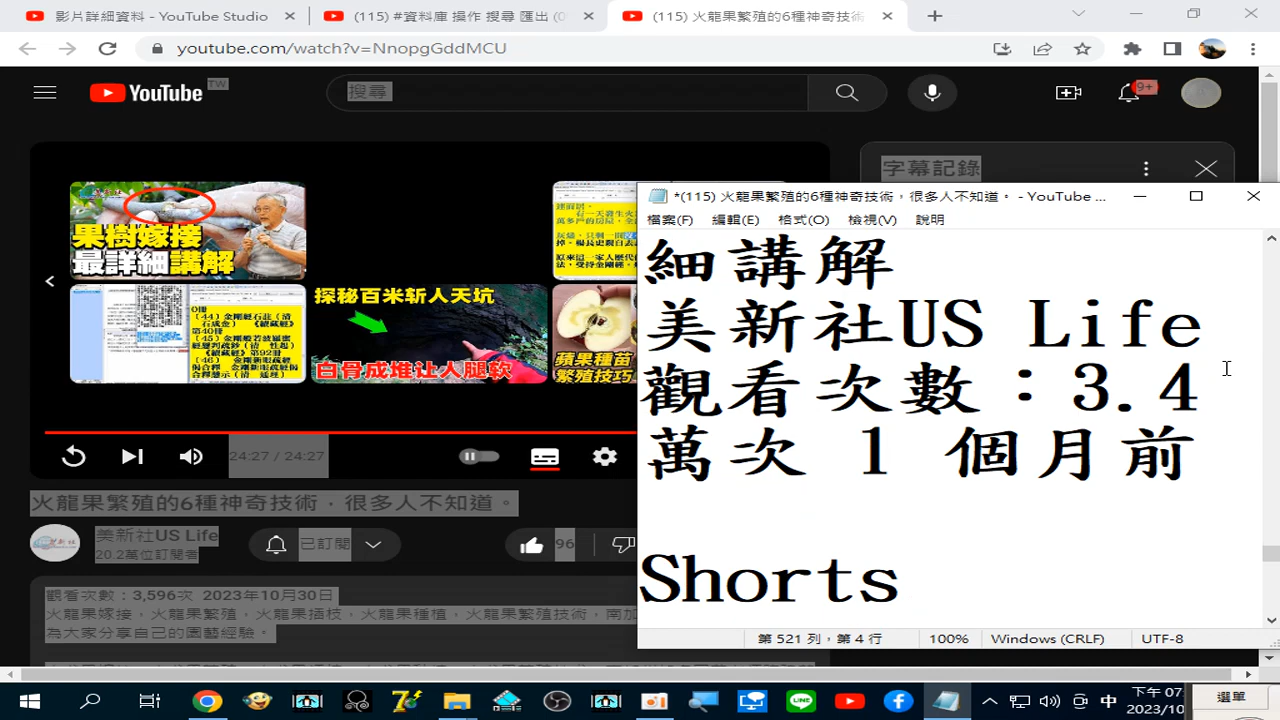 影片詳細資料 - YouTube Studio
(115) #資料庫 操作 搜尋 匯出 (0
(115) 火龍果繁殖的6種神奇技術
youtube.com/watch?v=NnopgGddMCU
YouTube TW
搜尋
9+
字幕記錄
果樹嫁接
最詳細講解
探秘百米斩人天坑
白骨成堆让人腿软
蘋果種苗
繁殖技巧
24:27 / 24:27
火龍果繁殖的6種神奇技術，很多人不知道。
美新社US Life
20.2萬位訂閱者
已訂閱
96
觀看次數：3,596次 2023年10月30日
火龍果嫁接，火龍果繁殖，火龍果插枝，火龍果種植，火龍果繁殖技術，南加
為大家分享自己的園藝經驗。
*(115) 火龍果繁殖的6種神奇技術，很多人不知道。 - YouTube ...
檔案(F) 編輯(E) 格式(O) 檢視(V) 說明
細講解
美新社US Life
觀看次數：3.4
萬次 1 個月前
Shorts
第 521 列，第 4 行 100% Windows (CRLF) UTF-8
中
下午 07:
2023/10
選單